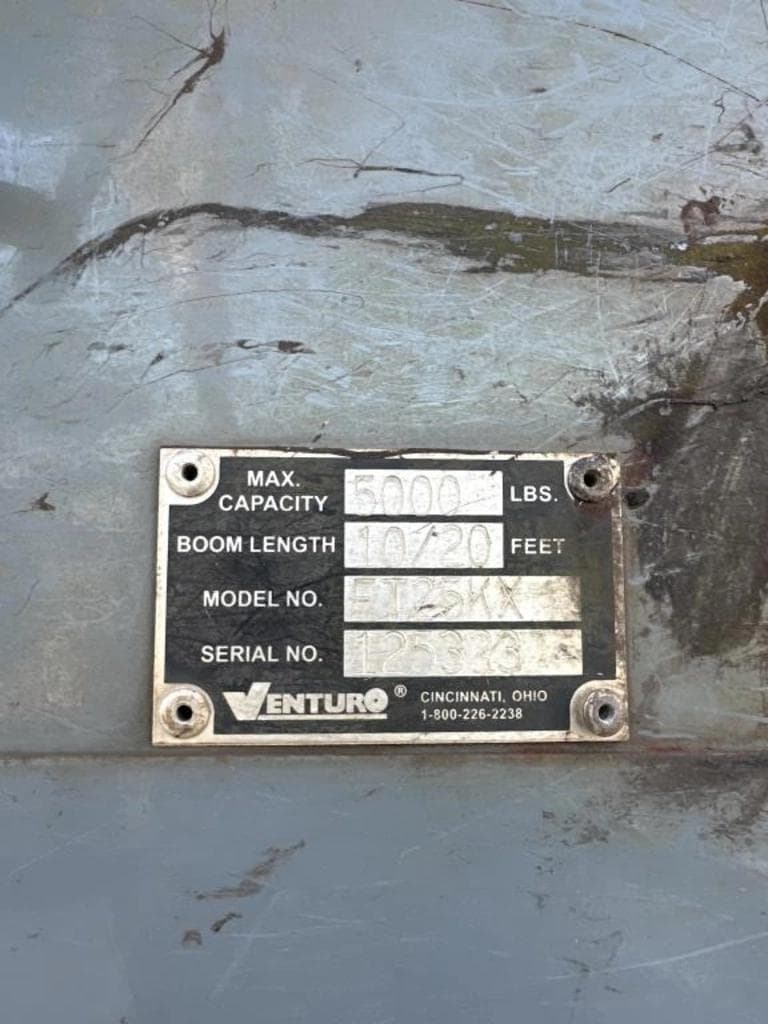 MAX.
CAPACITY 5000 LBS.
BOOM LENGTH 10/20 FEET
MODEL NO. ET25KX
SERIAL NO.
VENTURO® CINCINNATI, OHIO
1-800-226-2238